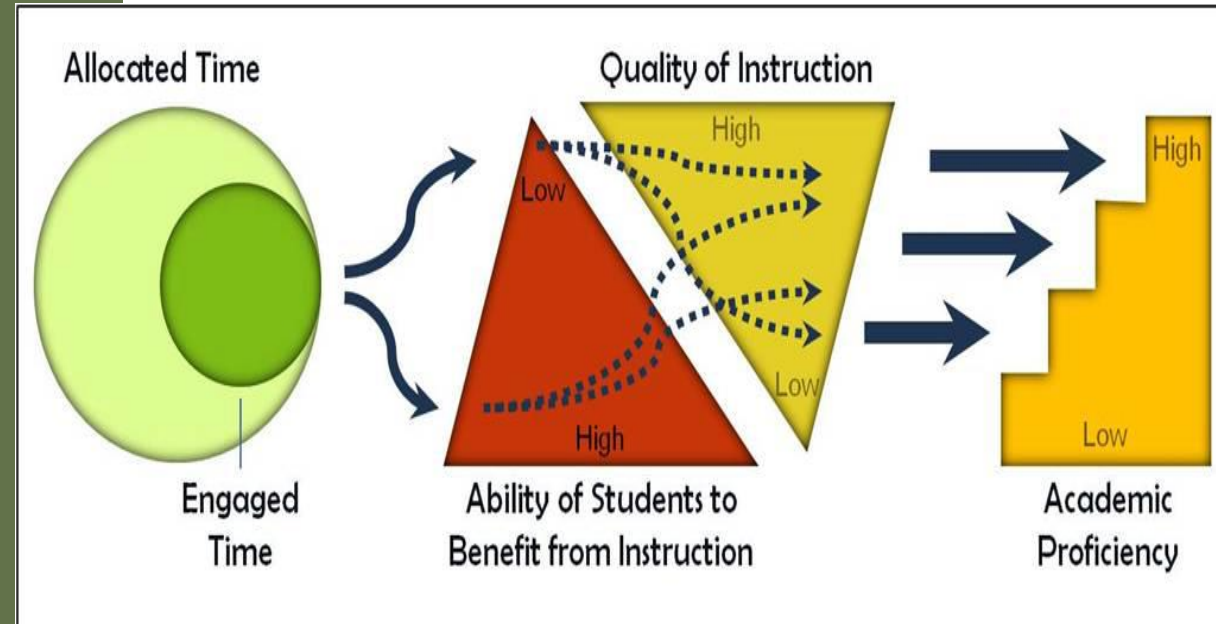 Allocated Time
Engaged
Time
Quality of Instruction
High
Low
Low
High
Ability of Students to
Benefit from Instruction
High
Low
Academic
Proficiency